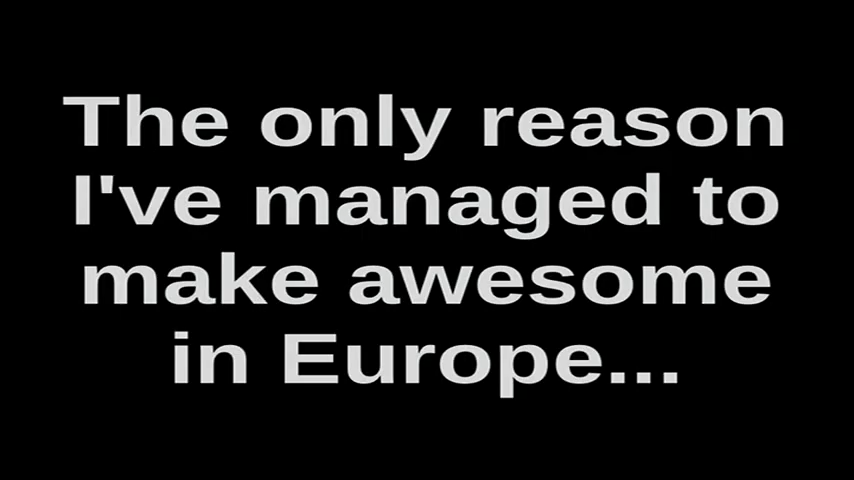 The only reason
I've managed to
make awesome
in Europe...